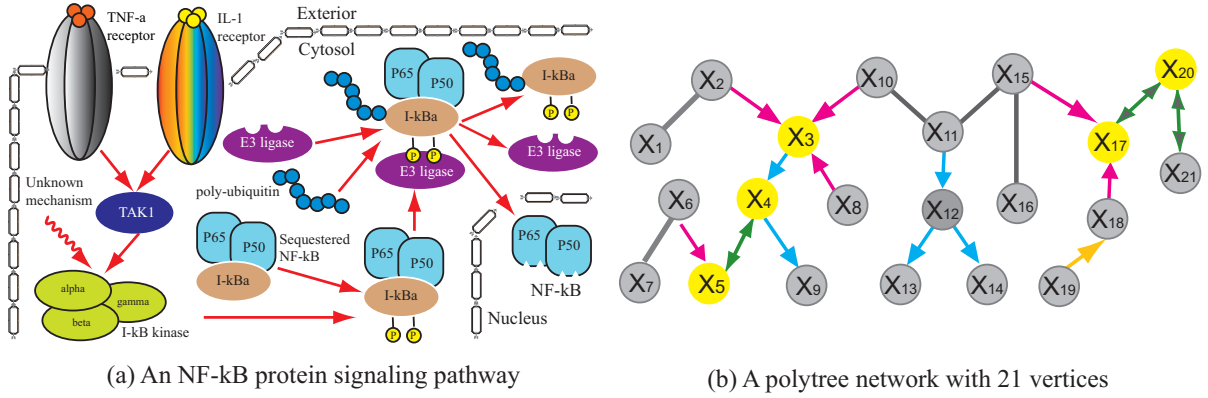 TNF-a
receptor
IL-1
receptor
Exterior
Cytosol
P65
P50
I-kBa
P
P
I-kBa
P
P
E3 ligase
E3 ligase
E3 ligase
poly-ubiquitin
Unknown
mechanism
TAK1
P65
P50
I-kBa
Sequestered
NF-kB
P65
P50
I-kBa
P
P
P65
P50
NF-kB
Nucleus
alpha
gamma
beta
I-kB kinase
(a) An NF-kB protein signaling pathway
X1
X2
X3
X4
X5
X6
X7
X8
X9
X10
X11
X12
X13
X14
X15
X16
X17
X18
X19
X20
X21
(b) A polytree network with 21 vertices